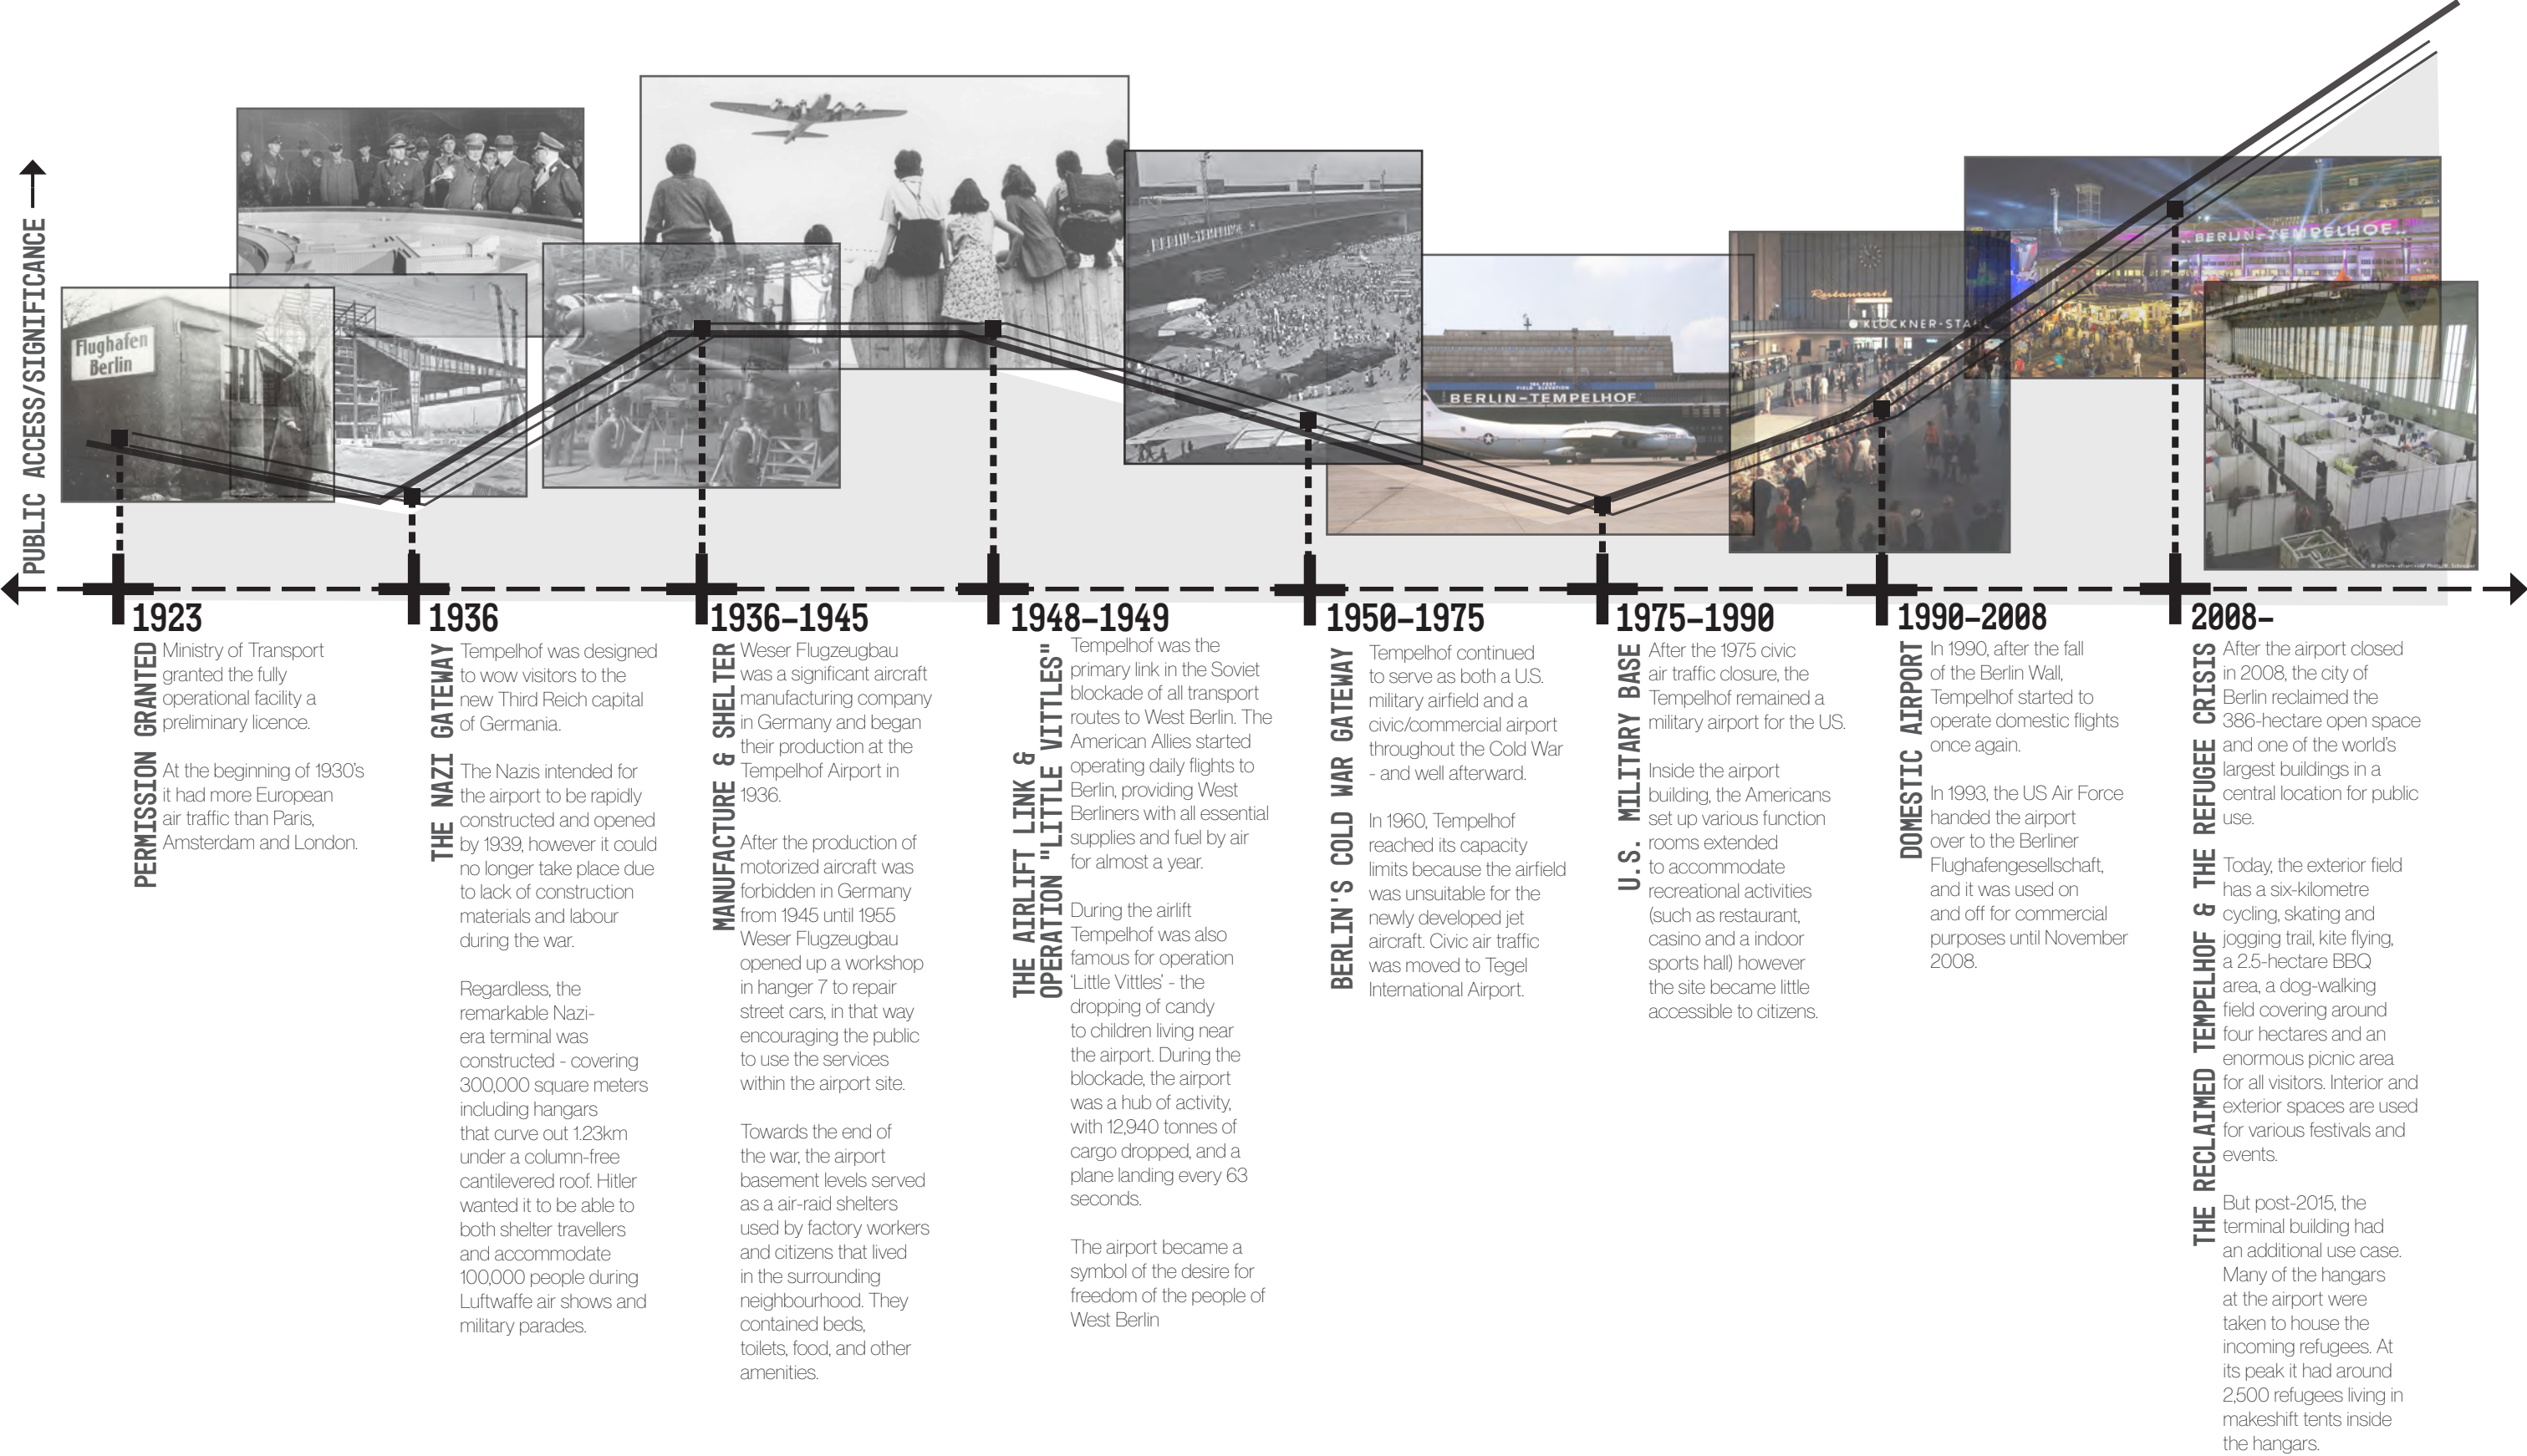 PUBLIC ACCESS/SIGNIFICANCE
Flughafen
Berlin
BERLIN-TEMPELHOF
BERLIN-TEMPELHOF
Restaurant
KLÖCKNER-STA
BERLIN-TEMPELHOF
1923
PERMISSION GRANTED
Ministry of Transport
granted the fully
operational facility a
preliminary licence.
At the beginning of 1930's
it had more European
air traffic than Paris,
Amsterdam and London.
1936
THE NAZI GATEWAY
Tempelhof was designed
to wow visitors to the
new Third Reich capital
of Germania.
The Nazis intended for
the airport to be rapidly
constructed and opened
by 1939, however it could
no longer take place due
to lack of construction
materials and labour
during the war.
Regardless, the
remarkable Nazi-
era terminal was
constructed - covering
300,000 square meters
including hangars
that curve out 1.23km
under a column-free
cantilevered roof. Hitler
wanted it to be able to
both shelter travellers
and accommodate
100,000 people during
Luftwaffe air shows and
military parades.
1936-1945
MANUFACTURE & SHELTER
Weser Flugzeugbau
was a significant aircraft
manufacturing company
in Germany and began
their production at the
Tempelhof Airport in
1936.
After the production of
motorized aircraft was
forbidden in Germany
from 1945 until 1955
Weser Flugzeugbau
opened up a workshop
in hanger 7 to repair
street cars, in that way
encouraging the public
to use the services
within the airport site.
Towards the end of
the war, the airport
basement levels served
as a air-raid shelters
used by factory workers
and citizens that lived
in the surrounding
neighbourhood. They
contained beds,
toilets, food, and other
amenities.
1948-1949
THE AIRLIFT LINK &
OPERATION "LITTLE VITTLES"
Tempelhof was the
primary link in the Soviet
blockade of all transport
routes to West Berlin. The
American Allies started
operating daily flights to
Berlin, providing West
Berliners with all essential
supplies and fuel by air
for almost a year.
During the airlift
Tempelhof was also
famous for operation
'Little Vittles' - the
dropping of candy
to children living near
the airport. During the
blockade, the airport
was a hub of activity,
with 12,940 tonnes of
cargo dropped, and a
plane landing every 63
seconds.
The airport became a
symbol of the desire for
freedom of the people of
West Berlin
1950-1975
BERLIN'S COLD WAR GATEWAY
Tempelhof continued
to serve as both a U.S.
military airfield and a
civic/commercial airport
throughout the Cold War
- and well afterward.
In 1960, Tempelhof
reached its capacity
limits because the airfield
was unsuitable for the
newly developed jet
aircraft. Civic air traffic
was moved to Tegel
International Airport.
1975-1990
U.S. MILITARY BASE
After the 1975 civic
air traffic closure, the
Tempelhof remained a
military airport for the US.
Inside the airport
building, the Americans
set up various function
rooms extended
to accommodate
recreational activities
(such as restaurant,
casino and a indoor
sports hall) however
the site became little
accessible to citizens.
1990-2008
DOMESTIC AIRPORT
In 1990, after the fall
of the Berlin Wall,
Tempelhof started to
operate domestic flights
once again.
In 1993, the US Air Force
handed the airport
over to the Berliner
Flughafengesellschaft,
and it was used on
and off for commercial
purposes until November
2008.
2008-
THE RECLAIMED TEMPELHOF & THE REFUGEE CRISIS
After the airport closed
in 2008, the city of
Berlin reclaimed the
386-hectare open space
and one of the world's
largest buildings in a
central location for public
use.
Today, the exterior field
has a six-kilometre
cycling, skating and
jogging trail, kite flying,
a 2.5-hectare BBQ
area, a dog-walking
field covering around
four hectares and an
enormous picnic area
for all visitors. Interior and
exterior spaces are used
for various festivals and
events.
But post-2015, the
terminal building had
an additional use case.
Many of the hangars
at the airport were
taken to house the
incoming refugees. At
its peak it had around
2,500 refugees living in
makeshift tents inside
the hangars.